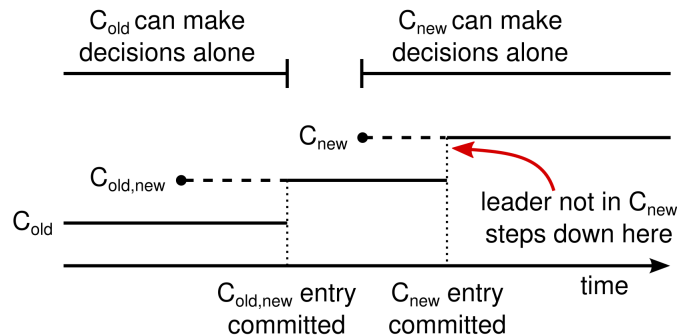 C_old can make
decisions alone
C_new can make
decisions alone
C_new
C_old,new
C_old
leader not in C_new
steps down here
time
C_old,new entry
committed
C_new entry
committed